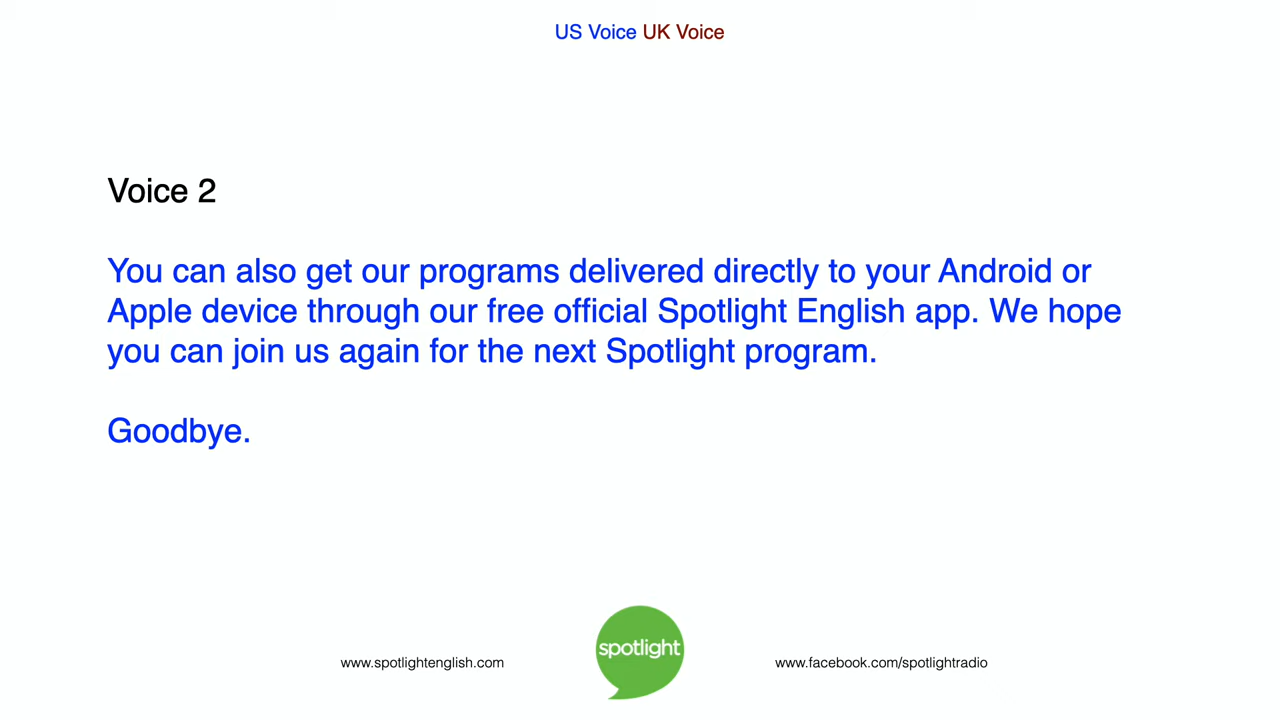 US Voice UK Voice
Voice 2
You can also get our programs delivered directly to your Android or
Apple device through our free official Spotlight English app. We hope
you can join us again for the next Spotlight program.
Goodbye.
www.spotlightenglish.com
spotlight
www.facebook.com/spotlightradio